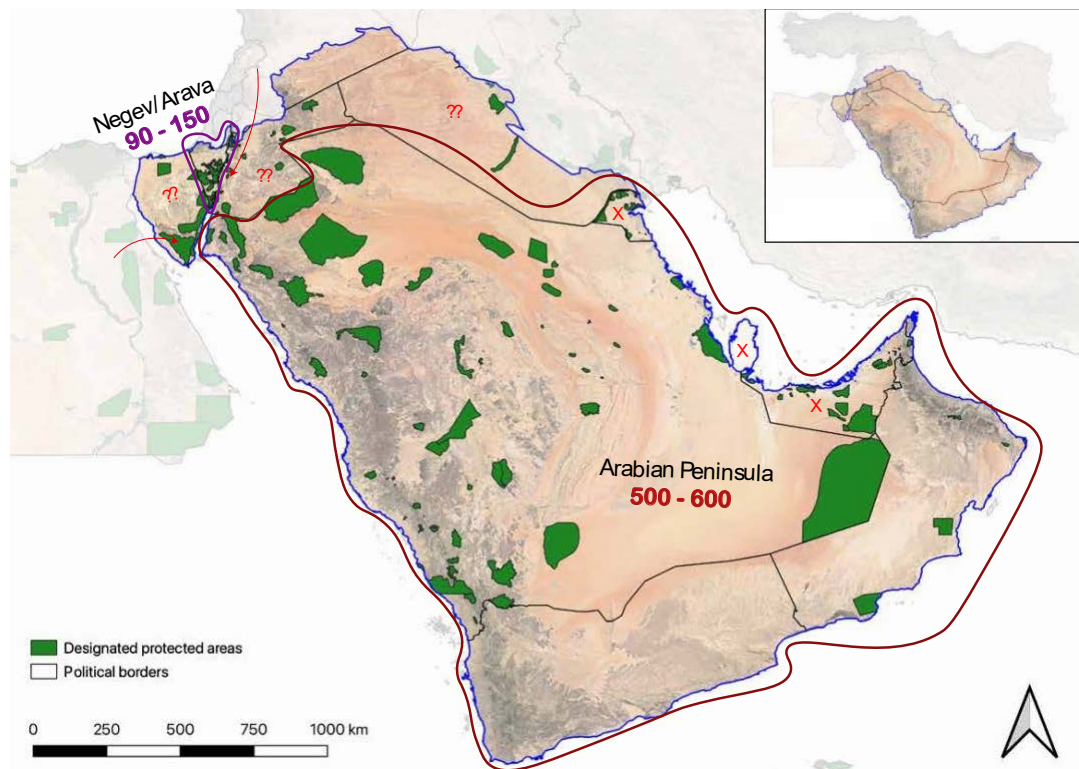 Negev/ Arava
90 - 150
??
??
??
X
X
X
Arabian Peninsula
500 - 600
Designated protected areas
Political borders
0 250 500 750 1000 km